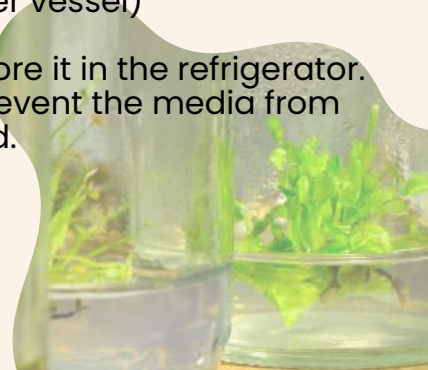 er vessel)
ore it in the refrigerator.
event the media from
d.